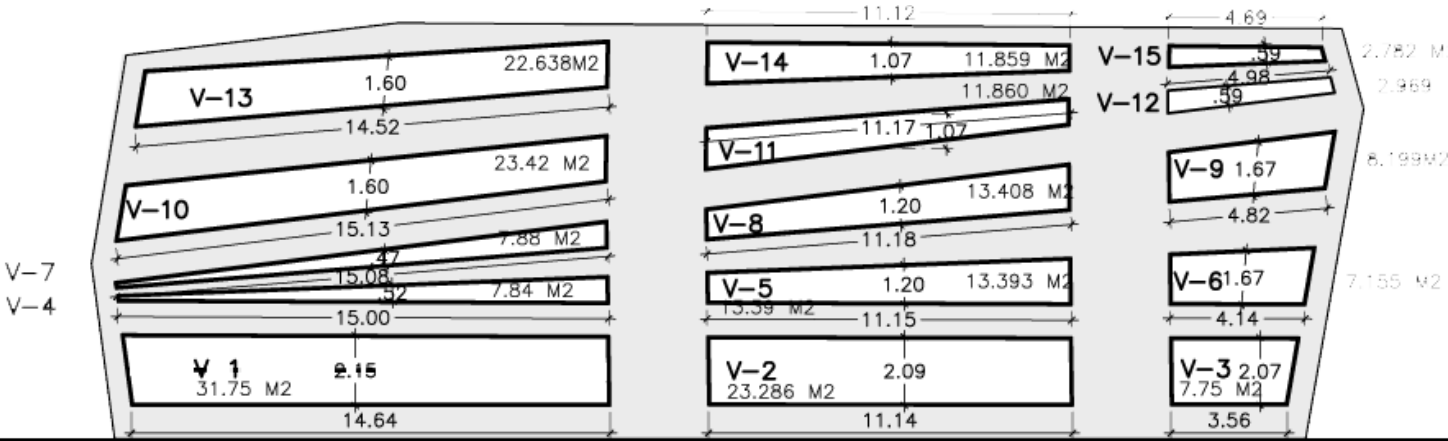 11.12
4.69
22.638M2
V-14
1.07
11.859 M2
V-15
.59
2.782 M
V-13
1.60
4.98
11.860 M2
V-12
.59
2.969
14.52
11.17
1.07
V-11
23.42 M2
13.408 M2
V-9
1.67
8.199M2
1.60
V-10
1.20
V-8
15.13
11.18
4.82
7.88 M2
.47
V-7
15.08
V-5
1.20
13.393 M2
V-6
1.67
7.155 M2
V-4
.52
7.84 M2
13.39 M2
15.00
11.15
4.14
V 1
2.15
31.75 M2
V-2
2.09
23.286 M2
V-3
2.07
7.75 M2
14.64
11.14
3.56